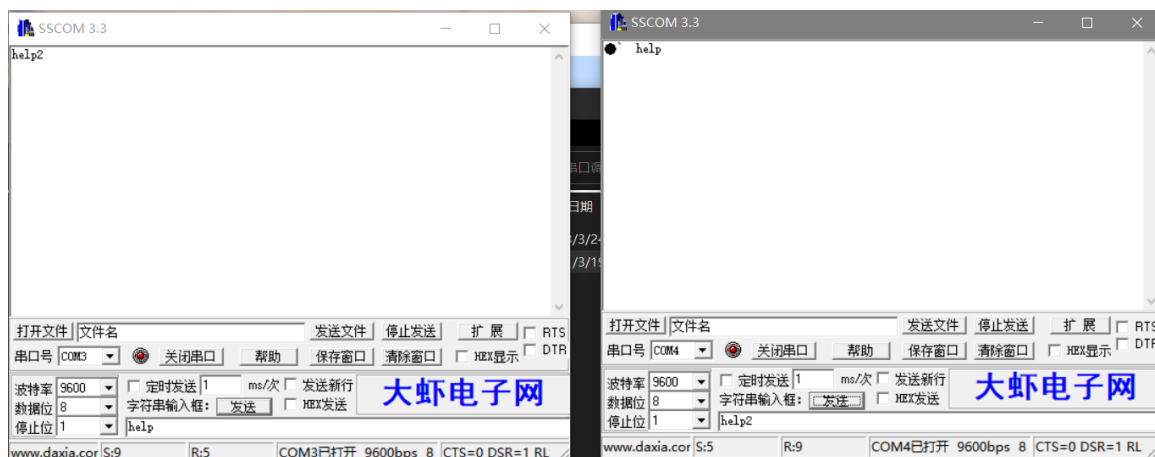 SSCOM 3.3
help2
打开文件 文件名 发送文件 停止发送 扩 展 RTS
串口号 COM3 关闭串口 帮助 保存窗口 清除窗口 HEX显示 DTR
波特率 9600 定时发送 1 ms/次 发送新行
数据位 8 字符串输入框: 发送 HEX发送
大虾电子网
停止位 1 help
www.daxia.cor S:9 R:5 COM3已打开 9600bps 8 CTS=0 DSR=1 RL
日期
/3/24
/3/19
SSCOM 3.3
help
打开文件 文件名 发送文件 停止发送 扩 展 RTS
串口号 COM4 关闭串口 帮助 保存窗口 清除窗口 HEX显示 DTR
波特率 9600 定时发送 1 ms/次 发送新行
数据位 8 字符串输入框: 发送 HEX发送
大虾电子网
停止位 1 help2
www.daxia.cor S:5 R:9 COM4已打开 9600bps 8 CTS=0 DSR=1 RL